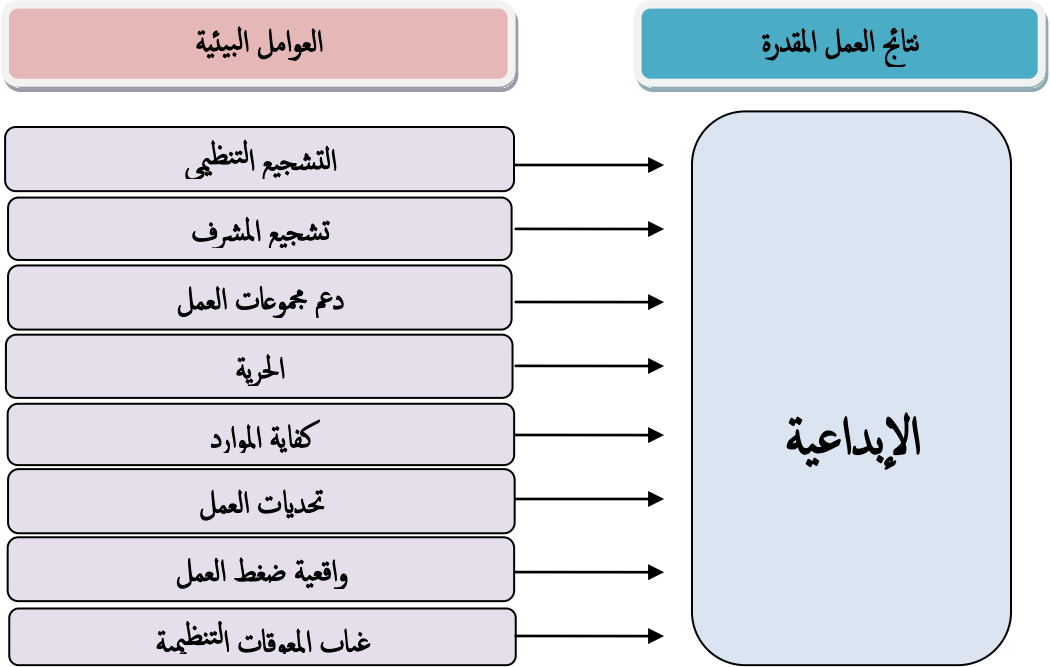 نتائج العمل المقدرة
العوامل البيئية
التشجيع التنظيمي
تشجيع المشرف
دعم مجموعات العمل
الحرية
كفاية الموارد
تحديات العمل
واقعية ضغط العمل
غياب المعوقات التنظيمية
الإبداعية